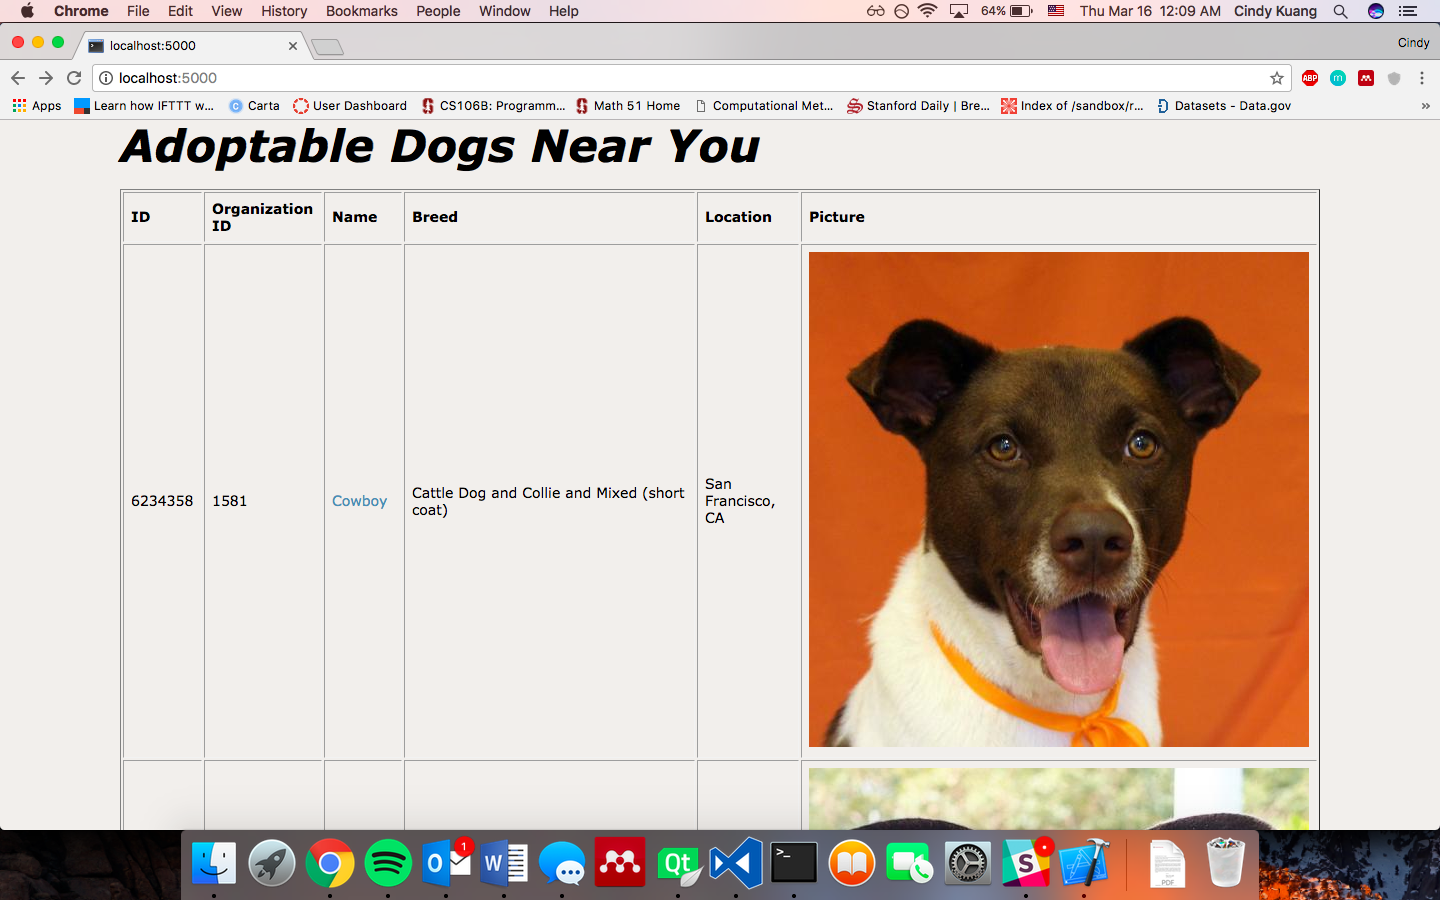 Chrome File Edit View History Bookmarks People Window Help 64% Thu Mar 16 12:09 AM Cindy Kuang
localhost:5000 Cindy
localhost:5000 ABP m
Apps Learn how IFTTT w... C Carta User Dashboard S CS106B: Programm... S Math 51 Home Computational Met... Stanford Daily | Bre... Index of /sandbox/r... Datasets - Data.gov »
Adoptable Dogs Near You
ID Organization ID Name Breed Location Picture
6234358 1581 Cowboy Cattle Dog and Collie and Mixed (short coat) San Francisco, CA
O 1 W Qt >_ S PDF